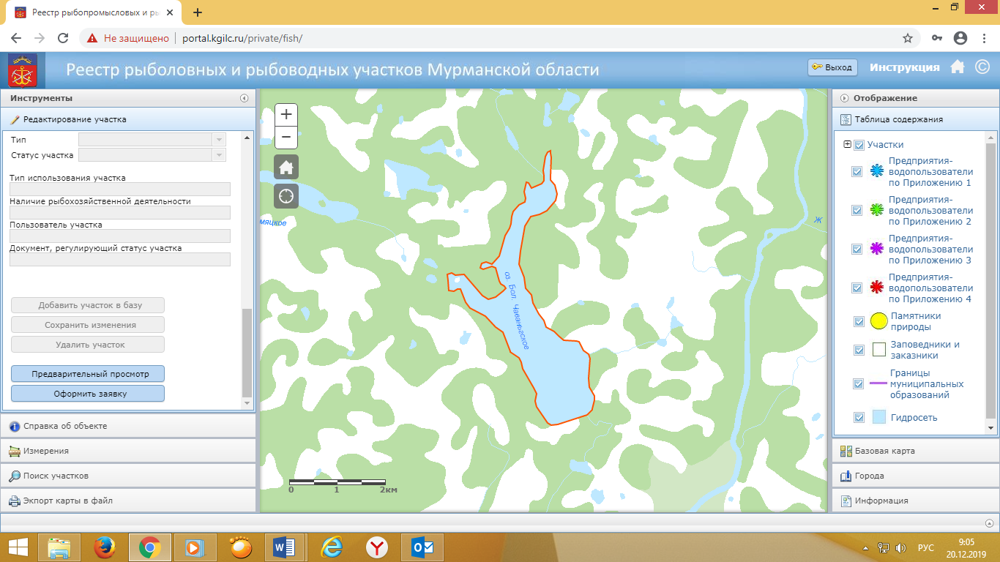 Реестр рыбопромысловых и ры
Не защищено
portal.kgilc.ru/private/fish/
Реестр рыболовных и рыбоводных участков Мурманской области
Выход
Инструкция
©
Инструменты
Редактирование участка
Тип
Статус участка
Тип использования участка
Наличие рыбохозяйственной деятельности
Пользователь участка
Документ, регулирующий статус участка
Добавить участок в базу
Сохранить изменения
Удалить участок
Предварительный просмотр
Оформить заявку
Справка об объекте
Измерения
Поиск участков
Экспорт карты в файл
+
−
мяцкое
оз. Бол. Чаваньгское
Ж
0 1 2км
Отображение
Таблица содержания
Участки
Предприятия-
водопользователи
по Приложению 1
Предприятия-
водопользователи
по Приложению 2
Предприятия-
водопользователи
по Приложению 3
Предприятия-
водопользователи
по Приложению 4
Памятники
природы
Заповедники и
заказники
Границы
муниципальных
образований
Гидросеть
Базовая карта
Города
Информация
РУС
9:05
20.12.2019